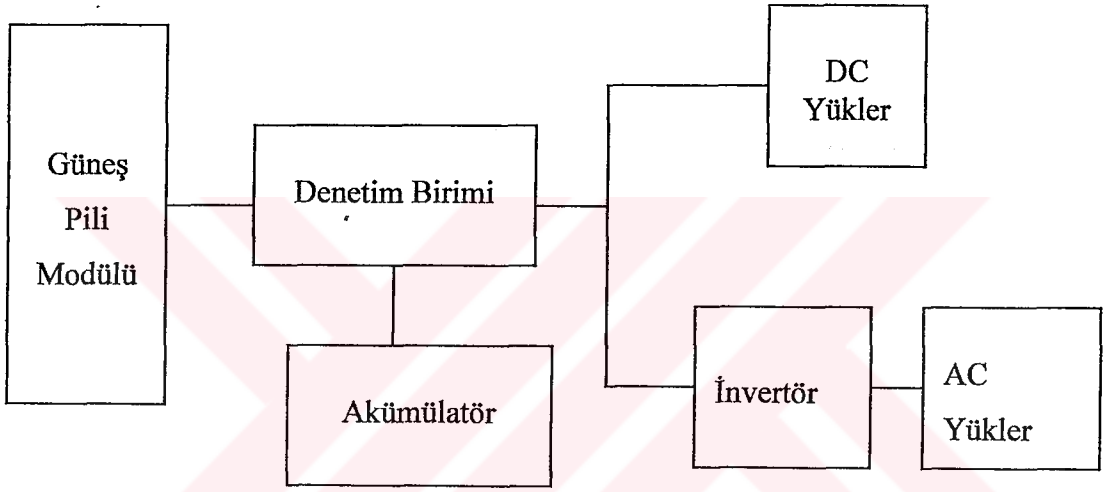 Güneş
Pili
Modülü
Denetim Birimi
Akümülatör
DC
Yükler
İnvertör
AC
Yükler